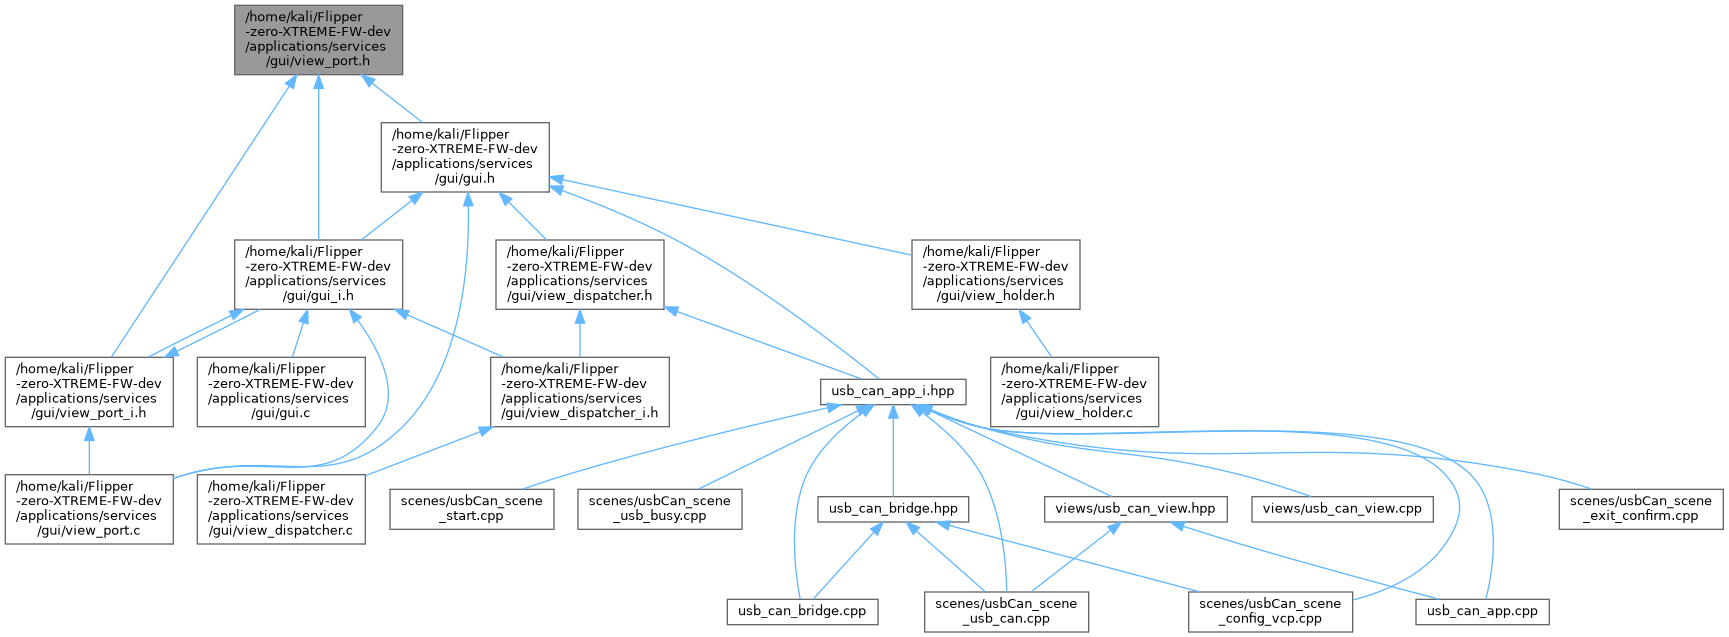 /home/kali/Flipper
-zero-XTREME-FW-dev
/applications/services
/gui/view_port.h
/home/kali/Flipper
-zero-XTREME-FW-dev
/applications/services
/gui/gui.h
/home/kali/Flipper
-zero-XTREME-FW-dev
/applications/services
/gui/gui_i.h
/home/kali/Flipper
-zero-XTREME-FW-dev
/applications/services
/gui/view_dispatcher.h
/home/kali/Flipper
-zero-XTREME-FW-dev
/applications/services
/gui/view_holder.h
/home/kali/Flipper
-zero-XTREME-FW-dev
/applications/services
/gui/view_port_i.h
/home/kali/Flipper
-zero-XTREME-FW-dev
/applications/services
/gui/gui.c
/home/kali/Flipper
-zero-XTREME-FW-dev
/applications/services
/gui/view_dispatcher_i.h
usb_can_app_i.hpp
/home/kali/Flipper
-zero-XTREME-FW-dev
/applications/services
/gui/view_holder.c
/home/kali/Flipper
-zero-XTREME-FW-dev
/applications/services
/gui/view_port.c
/home/kali/Flipper
-zero-XTREME-FW-dev
/applications/services
/gui/view_dispatcher.c
scenes/usbCan_scene
_start.cpp
scenes/usbCan_scene
_usb_busy.cpp
usb_can_bridge.hpp
views/usb_can_view.hpp
views/usb_can_view.cpp
scenes/usbCan_scene
_exit_confirm.cpp
usb_can_bridge.cpp
scenes/usbCan_scene
_usb_can.cpp
scenes/usbCan_scene
_config_vcp.cpp
usb_can_app.cpp